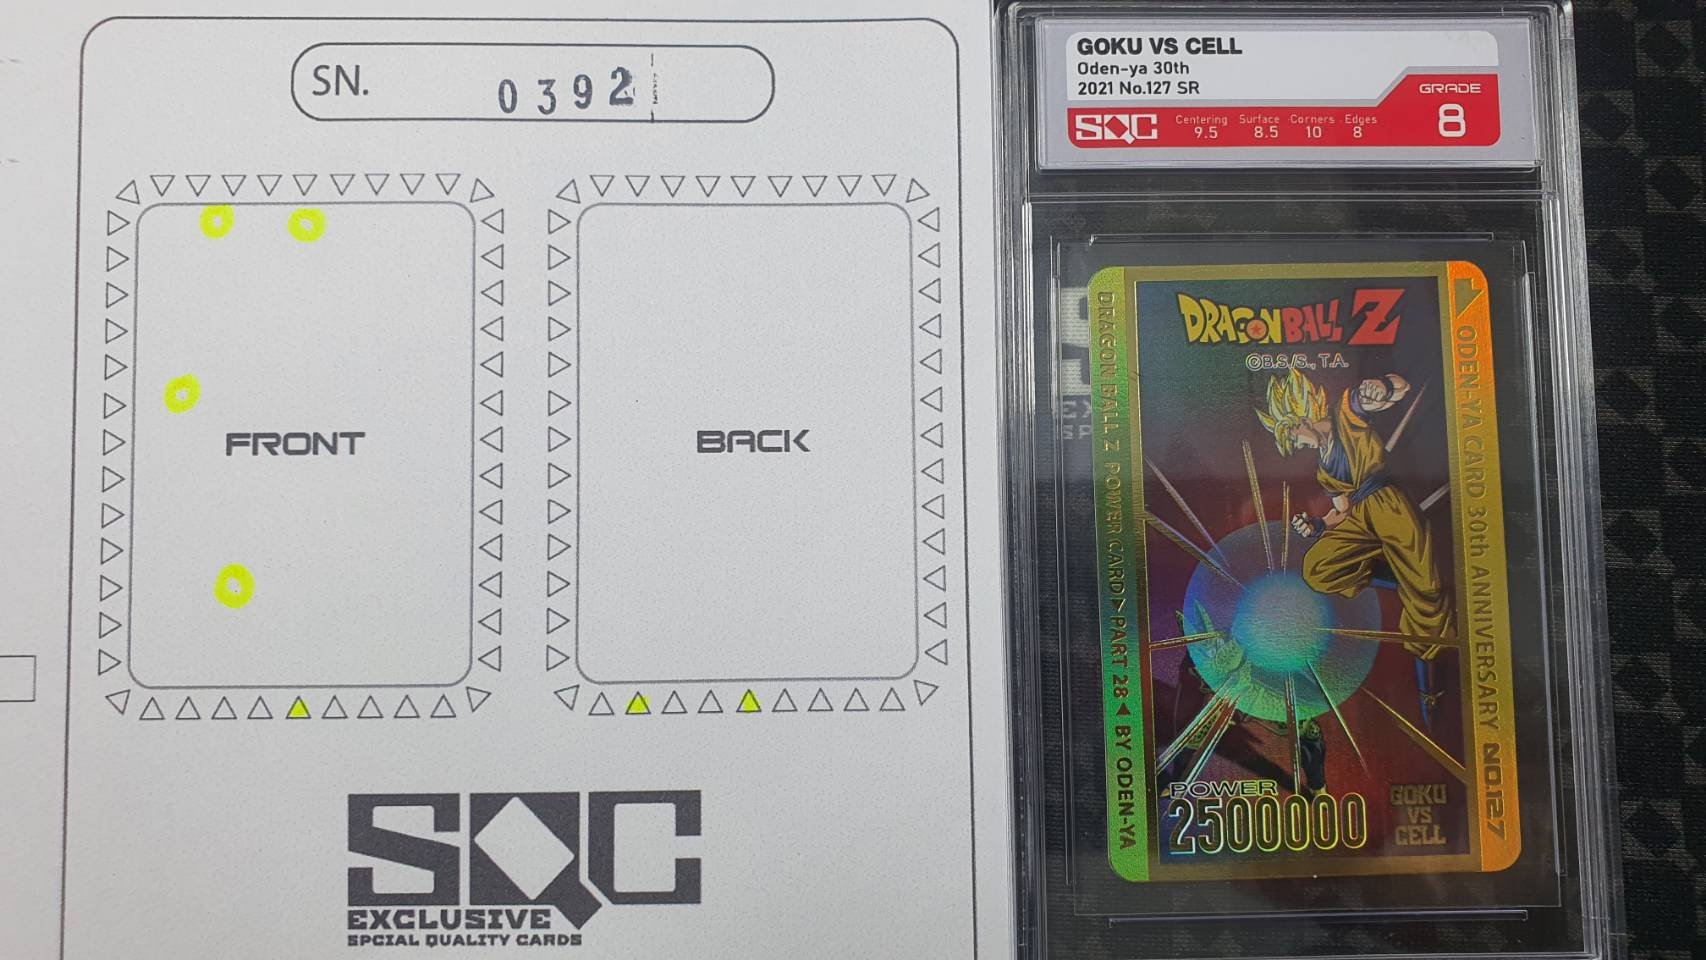 SN. 0392
FRONT
BACK
SQC
EXCLUSIVE
SPCIAL QUALITY CARDS
GOKU VS CELL
Oden-ya 30th
2021 No.127 SR
GRADE
8
SQC
Centering Surface Corners Edges
9.5 8.5 10 8
DRAGON BALL Z
©B.S/S., T.A.
DRAGON BALL Z POWER CARD▶PART 28◀BY ODEN-YA
ODEN-YA CARD 30th ANNIVERSARY NO.127
POWER
2500000
GOKU
VS
CELL